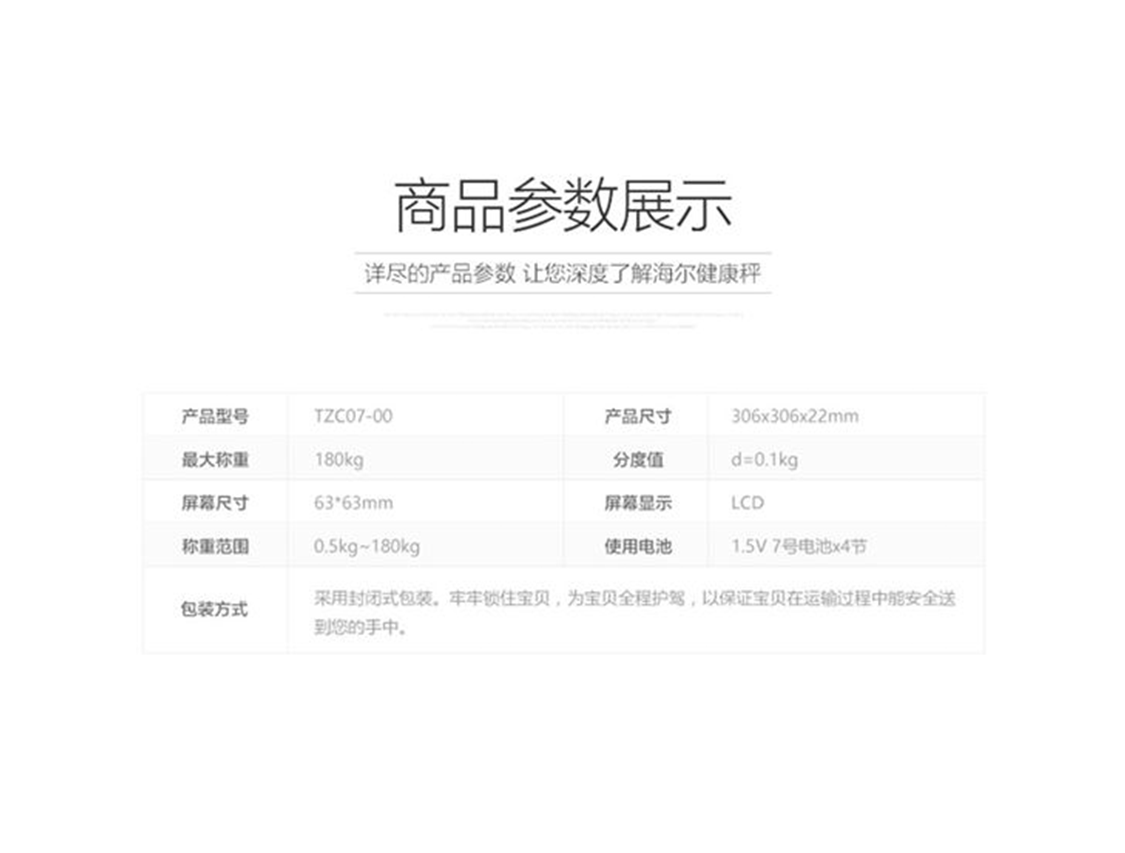 商品参数展示
详尽的产品参数 让您深度了解海尔健康秤
产品型号 TZC07-00 产品尺寸 306x306x22mm
最大称重 180kg 分度值 d=0.1kg
屏幕尺寸 63*63mm 屏幕显示 LCD
称重范围 0.5kg~180kg 使用电池 1.5V 7号电池x4节
包装方式 采用封闭式包装。牢牢锁住宝贝，为宝贝全程护驾，以保证宝贝在运输过程中能安全送
到您的手中。